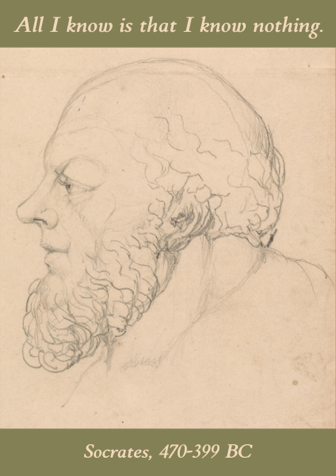 All I know is that I know nothing.
Socrates, 470-399 BC